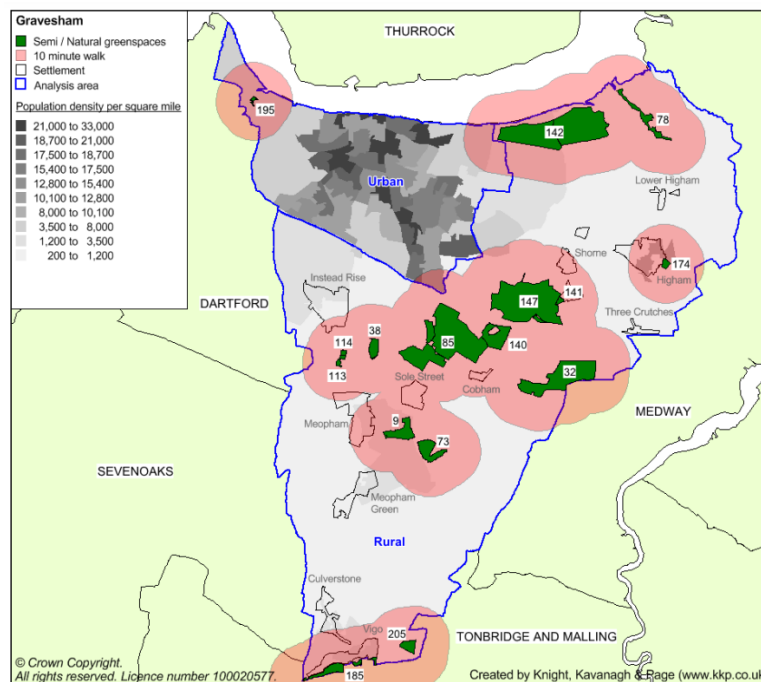 Gravesham
Semi / Natural greenspaces
10 minute walk
Settlement
Analysis area
Population density per square mile
21,000 to 33,000
18,700 to 21,000
17,500 to 18,700
15,400 to 17,500
12,800 to 15,400
10,100 to 12,800
8,000 to 10,100
3,500 to 8,000
1,200 to 3,500
200 to 1,200
THURROCK
195
142
78
Urban
Lower Higham
Shorne
174
Higham
Instead Rise
DARTFORD
141
147
Three Crutches
38
114
85
140
113
32
Sole Street
Cobham
MEDWAY
9
Meopham
73
SEVENOAKS
Meopham
Green
Rural
Culverstone
Vigo
205
TONBRIDGE AND MALLING
185
© Crown Copyright.
All rights reserved. Licence number 100020577.
Created by Knight, Kavanagh & Page (www.kkp.co.uk